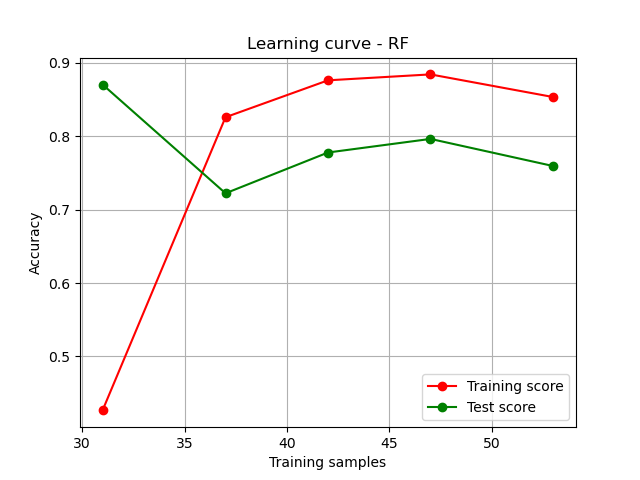 Learning curve - RF
0.9
0.8
0.7
0.6
0.5
Accuracy
30 35 40 45 50
Training samples
Training score
Test score